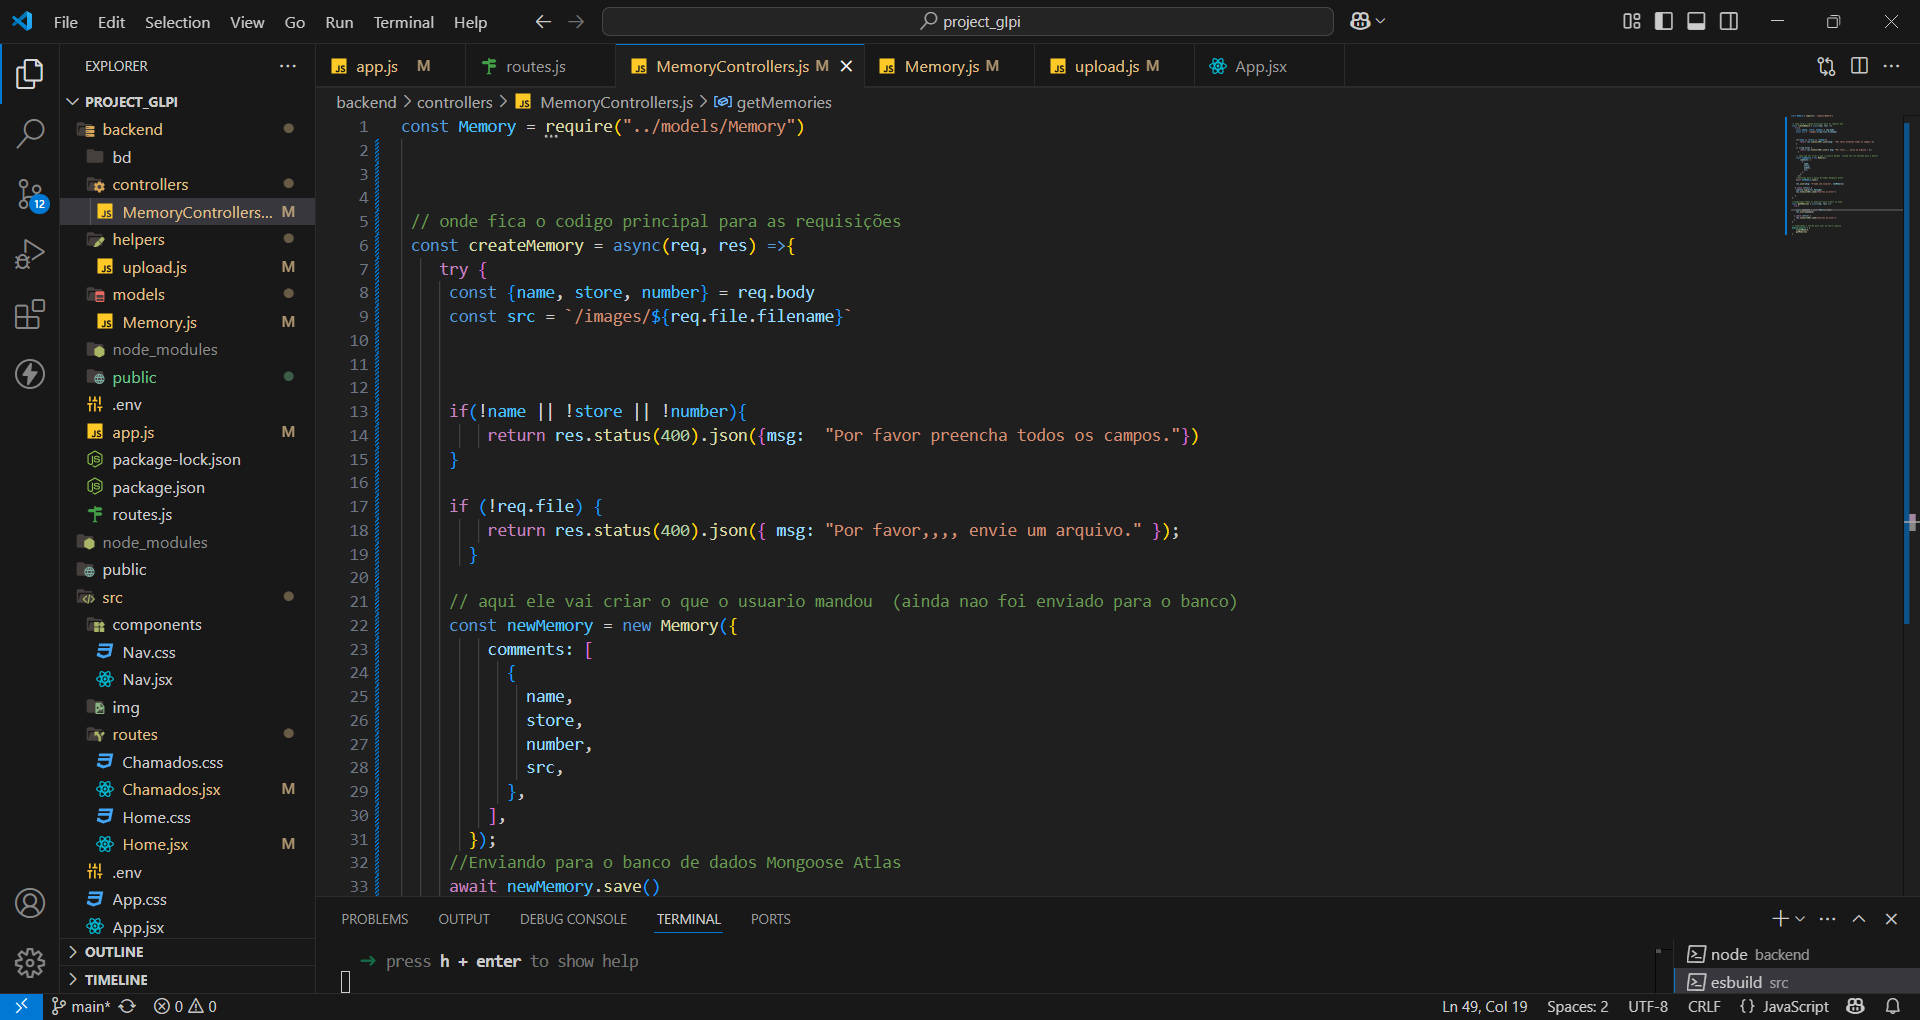 File Edit Selection View Go Run Terminal Help
project_glpi
EXPLORER
PROJECT_GLPI
backend
bd
controllers
MemoryControllers... M
helpers
upload.js M
models
Memory.js M
node_modules
public
.env
app.js M
package-lock.json
package.json
routes.js
node_modules
public
src
components
Nav.css
Nav.jsx
img
routes
Chamados.css
Chamados.jsx M
Home.css
Home.jsx M
.env
App.css
App.jsx
OUTLINE
TIMELINE
12
app.js M routes.js MemoryControllers.js M Memory.js M upload.js M App.jsx
backend > controllers > MemoryControllers.js > getMemories
1 const Memory = require("../models/Memory")
2
3
4
5 // onde fica o codigo principal para as requisições
6 const createMemory = async(req, res) =>{
7 try {
8 const {name, store, number} = req.body
9 const src = `/images/${req.file.filename}`
10
11
12
13 if(!name || !store || !number){
14 return res.status(400).json({msg: "Por favor preencha todos os campos."})
15 }
16
17 if (!req.file) {
18 return res.status(400).json({ msg: "Por favor,,,, envie um arquivo." });
19 }
20
21 // aqui ele vai criar o que o usuario mandou (ainda nao foi enviado para o banco)
22 const newMemory = new Memory({
23 comments: [
24 {
25 name,
26 store,
27 number,
28 src,
29 },
30 ],
31 });
32 //Enviando para o banco de dados Mongoose Atlas
33 await newMemory.save()
PROBLEMS OUTPUT DEBUG CONSOLE TERMINAL PORTS
➜ press h + enter to show help
node backend
esbuild src
main* 0 0
Ln 49, Col 19 Spaces: 2 UTF-8 CRLF {} JavaScript